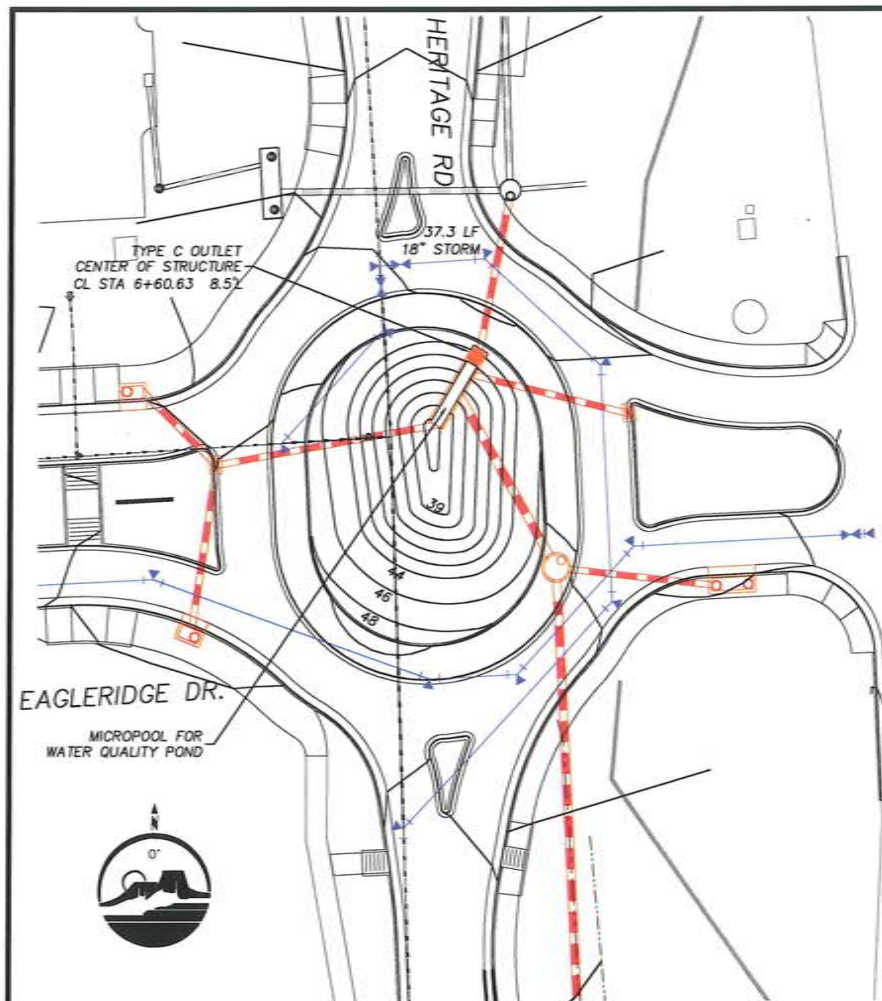 HERITAGE RD
37.3 LF
18" STORM
TYPE C OUTLET
CENTER OF STRUCTURE
CL STA 6+60.63 8.5'L
39
44
46
48
EAGLERIDGE DR.
MICROPOOL FOR
WATER QUALITY POND
N
0'